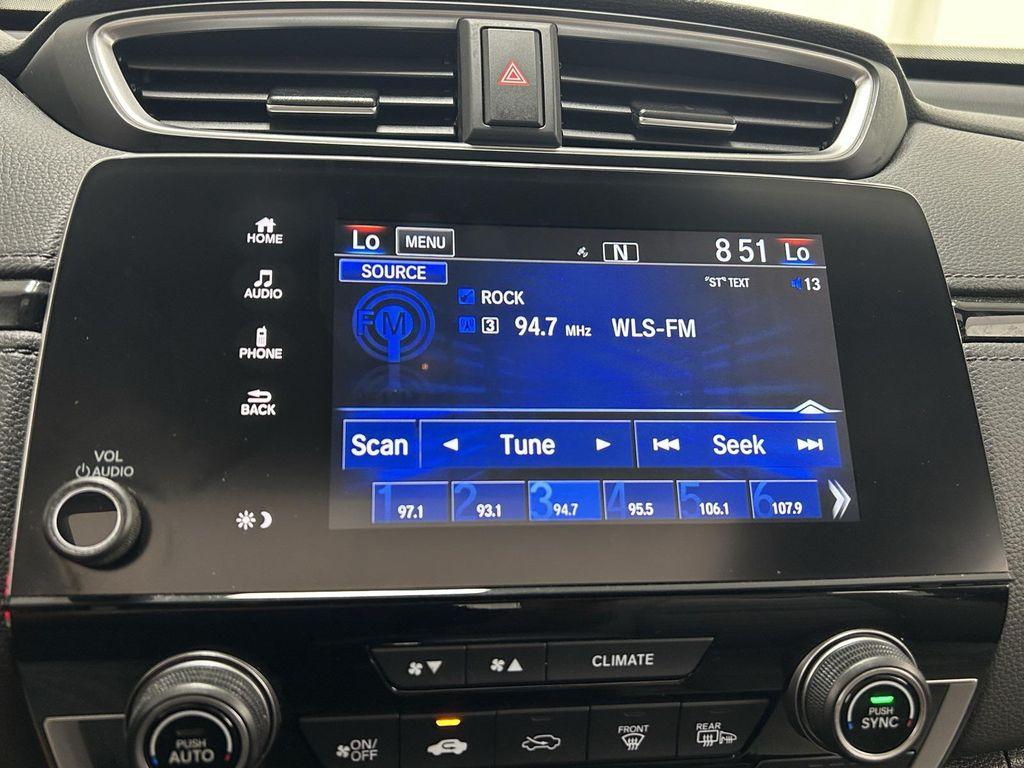 HOME
AUDIO
PHONE
BACK
VOL
AUDIO
Lo MENU N 8 51 Lo
SOURCE "ST" TEXT 13
ROCK
FM 3 94.7 MHz WLS-FM
Scan Tune Seek
1 97.1 2 93.1 3 94.7 4 95.5 5 106.1 6 107.9
CLIMATE
PUSH
AUTO
ON/
OFF
FRONT
REAR
PUSH
SYNC